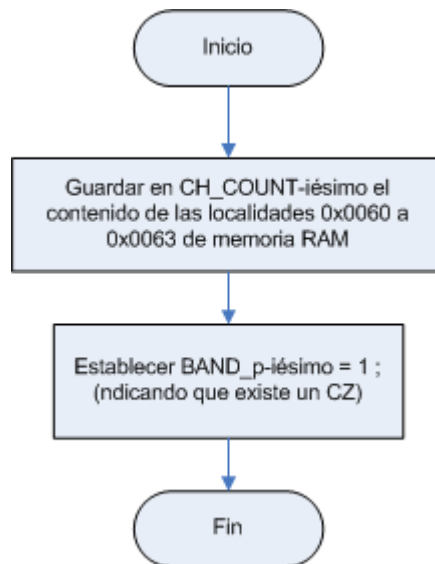 Inicio
Guardar en CH_COUNT-iésimo el
contenido de las localidades 0x0060 a
0x0063 de memoria RAM
Establecer BAND_p-iésimo = 1 ;
(ndicando que existe un CZ)
Fin